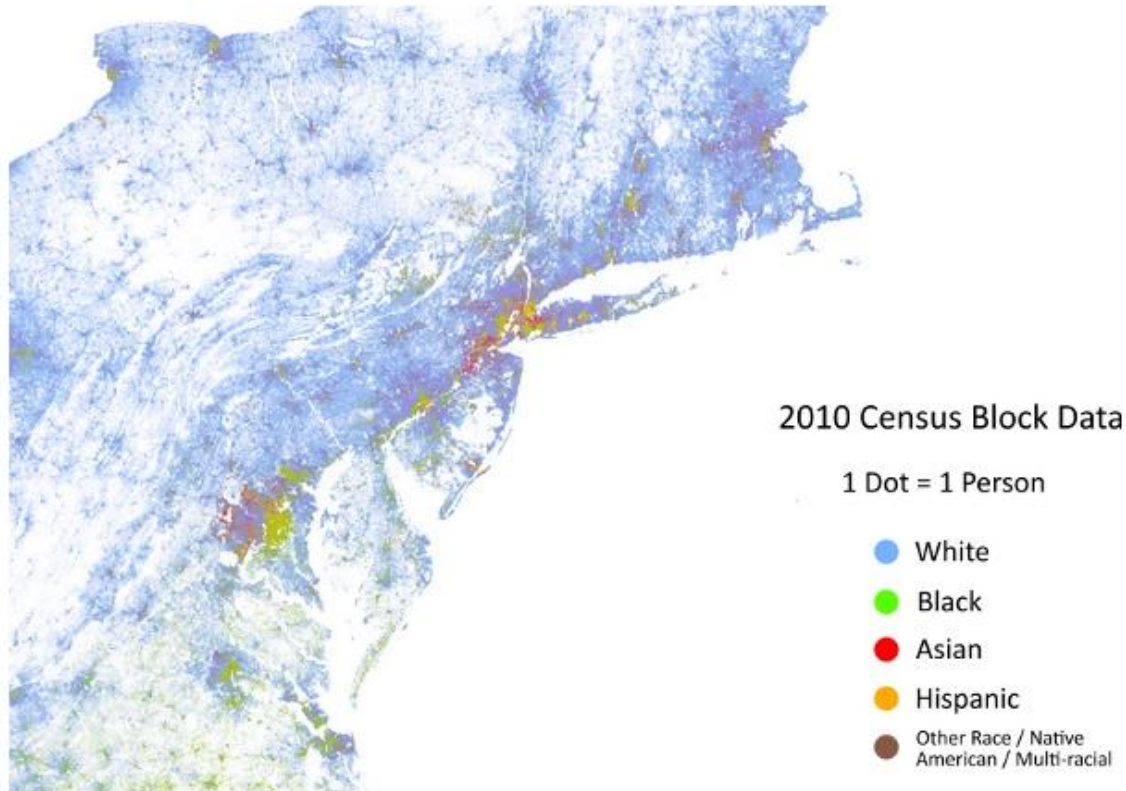 2010 Census Block Data
1 Dot = 1 Person
White
Black
Asian
Hispanic
Other Race / Native
American / Multi-racial